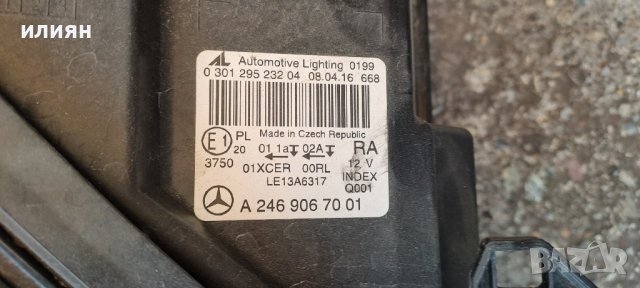 илиян
AL Automotive Lighting 0199
0 301 295 232 04 08.04.16 668
Made in Czech Republic
E1 PL 01 1a 02A RA
20
3750 01XCER 00RL 12 V
LE13A6317 INDEX
Q001
A 246 906 70 01
BAZAR